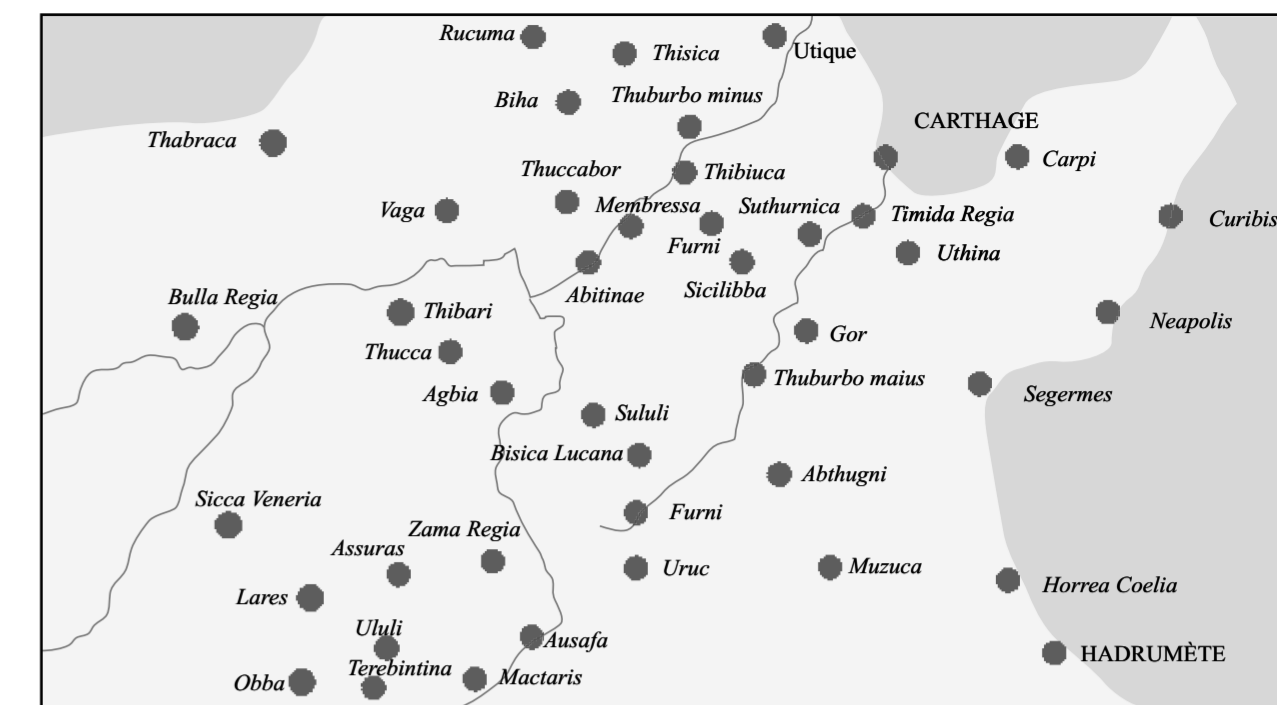 Rucuma
Thisica
Utique
Biha
Thuburbo minus
CARTHAGE
Thabraca
Carpi
Thuccabor
Thibiuca
Vaga
Membressa
Suthurnica
Timida Regia
Curibis
Furni
Uthina
Sicilibba
Abitinae
Bulla Regia
Thibari
Neapolis
Gor
Thucca
Thuburbo maius
Agbia
Segermes
Sululi
Bisica Lucana
Abthugni
Sicca Veneria
Furni
Zama Regia
Assuras
Uruc
Muzuca
Horrea Coelia
Lares
Ululi
Ausafa
HADRUMÈTE
Terebintina
Mactaris
Obba